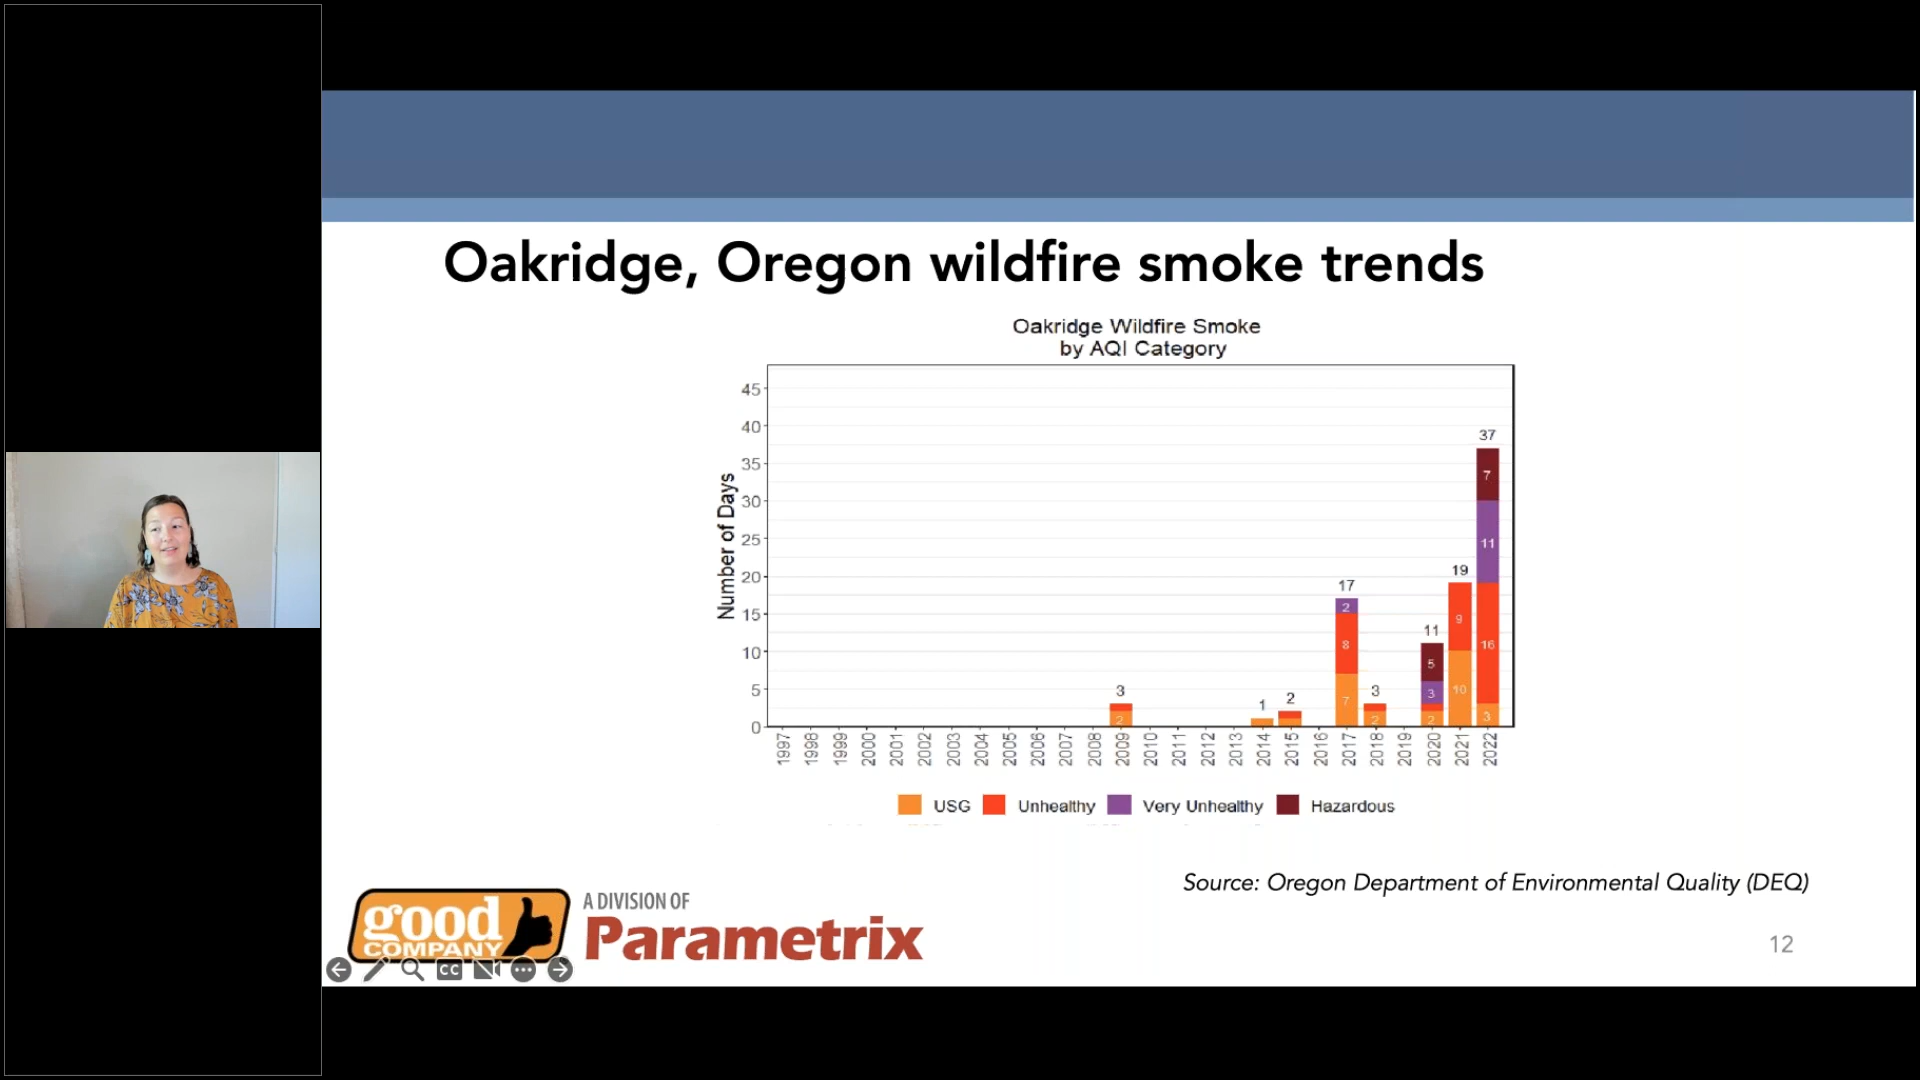 Oakridge, Oregon wildfire smoke trends
Oakridge Wildfire Smoke
by AQI Category
Number of Days
45
40
35
30
25
20
15
10
5
0
3
2
1
2
17
2
8
7
3
2
11
5
3
2
19
9
10
37
7
11
16
3
1997 1998 1999 2000 2001 2002 2003 2004 2005 2006 2007 2008 2009 2010 2011 2012 2013 2014 2015 2016 2017 2018 2019 2020 2021 2022
USG Unhealthy Very Unhealthy Hazardous
Source: Oregon Department of Environmental Quality (DEQ)
good
COMPANY
A DIVISION OF
Parametrix
CC
12